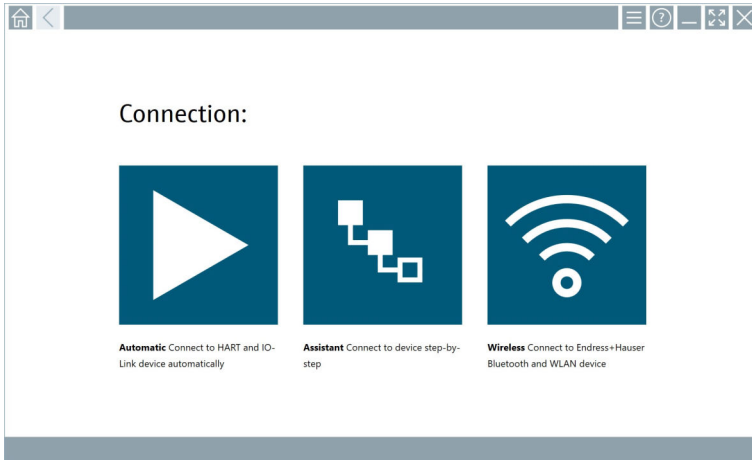 ?
Connection:
Automatic Connect to HART and IO-
Link device automatically
Assistant Connect to device step-by-
step
Wireless Connect to Endress+Hauser
Bluetooth and WLAN device